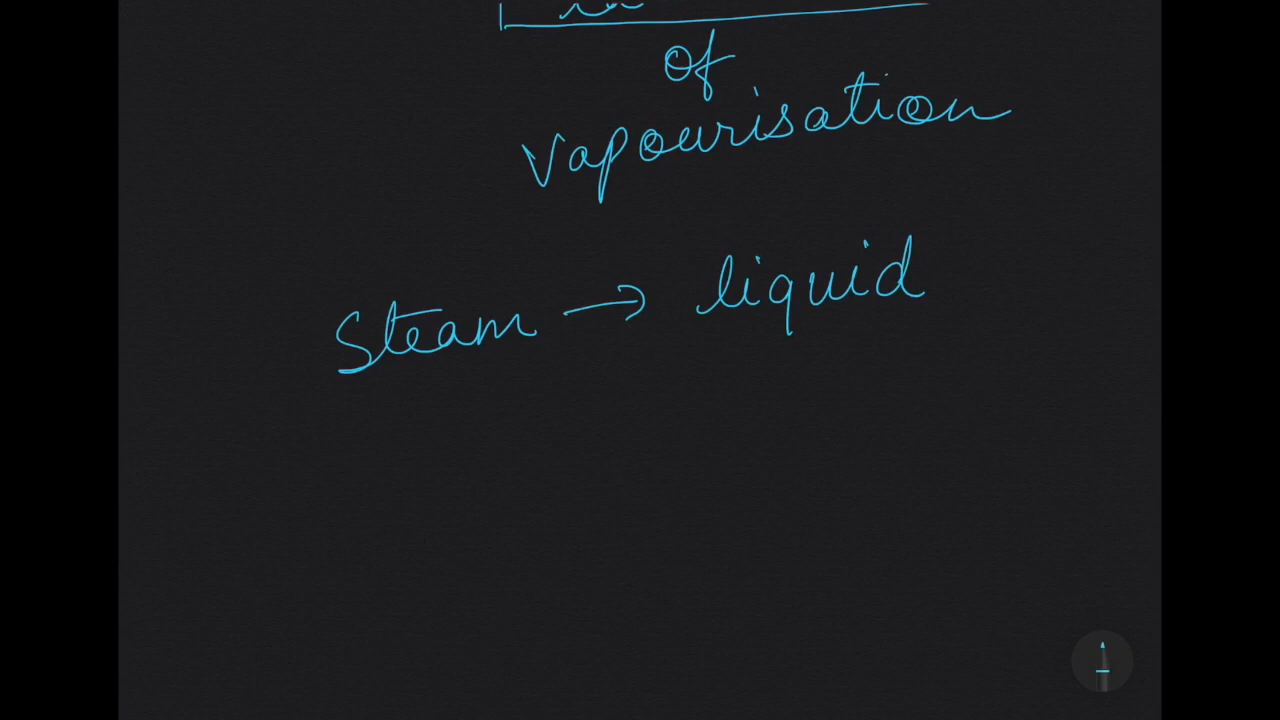 of
Vapourisation
Steam → liquid